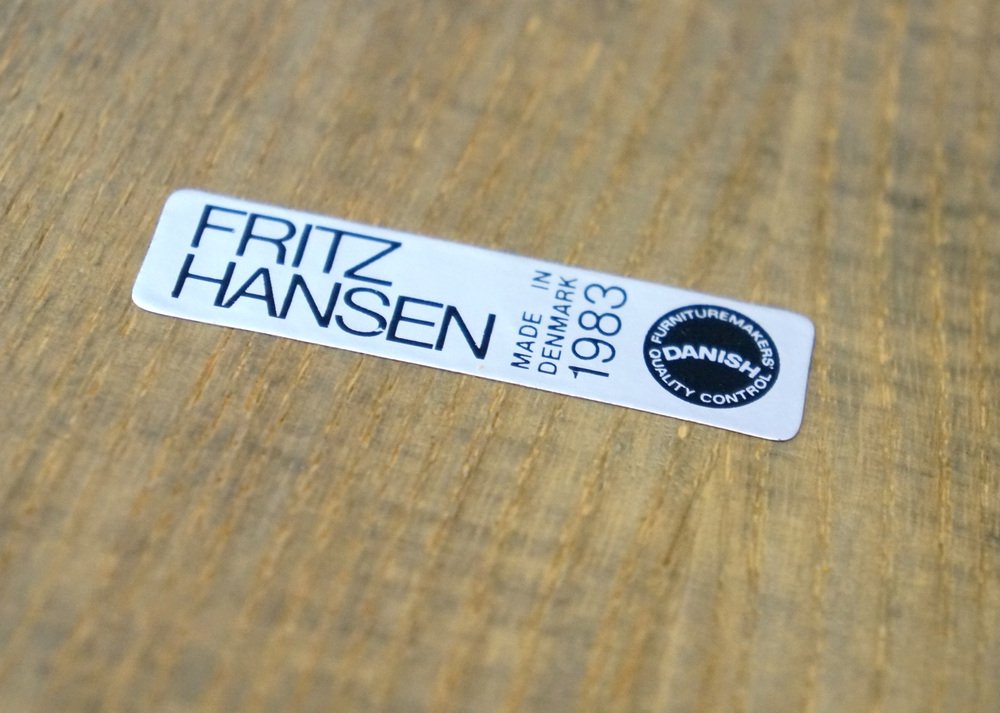 FRITZ
HANSEN
MADE IN
DENMARK
1983
FURNITUREMAKERS'
DANISH
QUALITY CONTROL